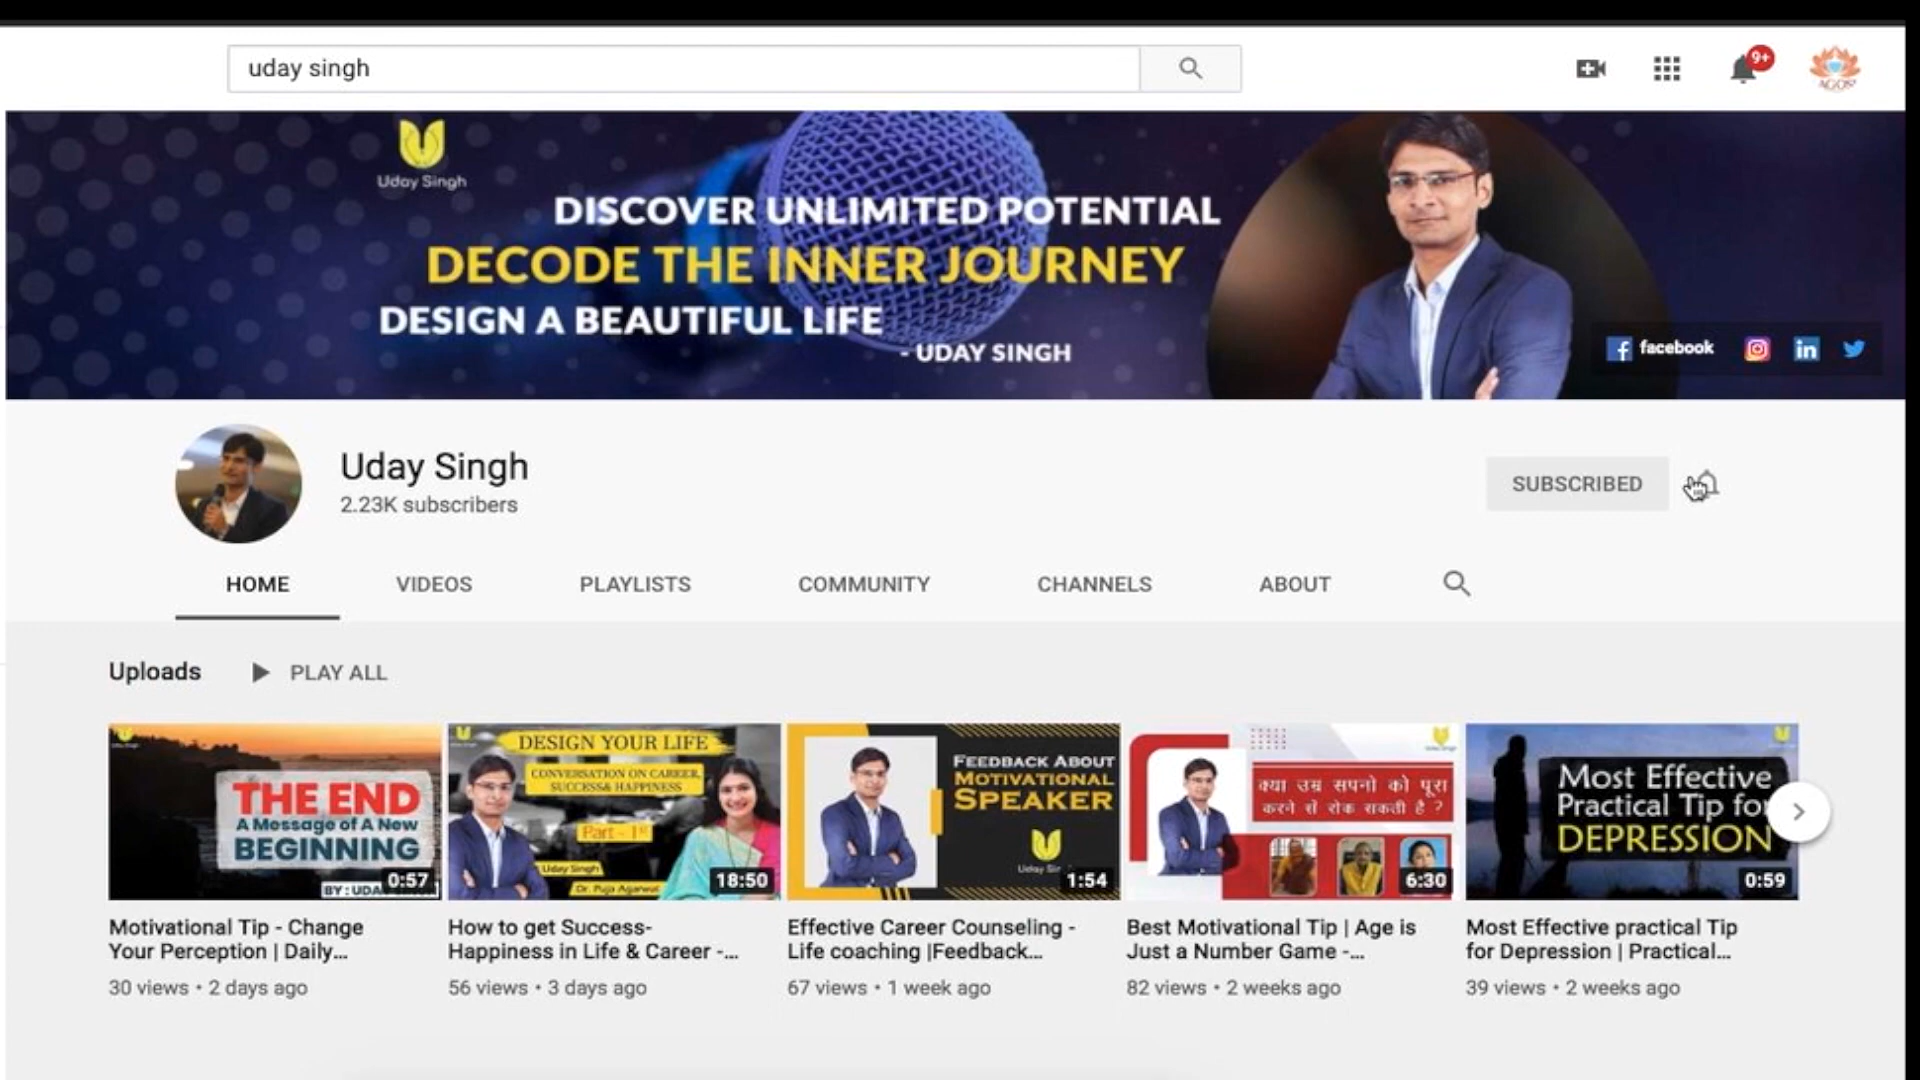 uday singh
9+
AGOSP
Uday Singh
DISCOVER UNLIMITED POTENTIAL
DECODE THE INNER JOURNEY
DESIGN A BEAUTIFUL LIFE
- UDAY SINGH
facebook
Uday Singh
2.23K subscribers
SUBSCRIBED
HOME VIDEOS PLAYLISTS COMMUNITY CHANNELS ABOUT
Uploads PLAY ALL
THE END
A Message of A New
BEGINNING
BY : UDA
0:57
DESIGN YOUR LIFE
CONVERSATION ON CAREER,
SUCCESS& HAPPINESS
Part - 1st
Uday Singh
Dr. Puja Agarwal
18:50
FEEDBACK ABOUT
MOTIVATIONAL
SPEAKER
Uday Sin
1:54
क्या उम्र सपनो को पूरा
करने से रोक सकती है ?
6:30
Most Effective
Practical Tip for
DEPRESSION
0:59
Motivational Tip - Change
Your Perception | Daily...
30 views • 2 days ago
How to get Success-
Happiness in Life & Career -...
56 views • 3 days ago
Effective Career Counseling -
Life coaching |Feedback...
67 views • 1 week ago
Best Motivational Tip | Age is
Just a Number Game -...
82 views • 2 weeks ago
Most Effective practical Tip
for Depression | Practical...
39 views • 2 weeks ago